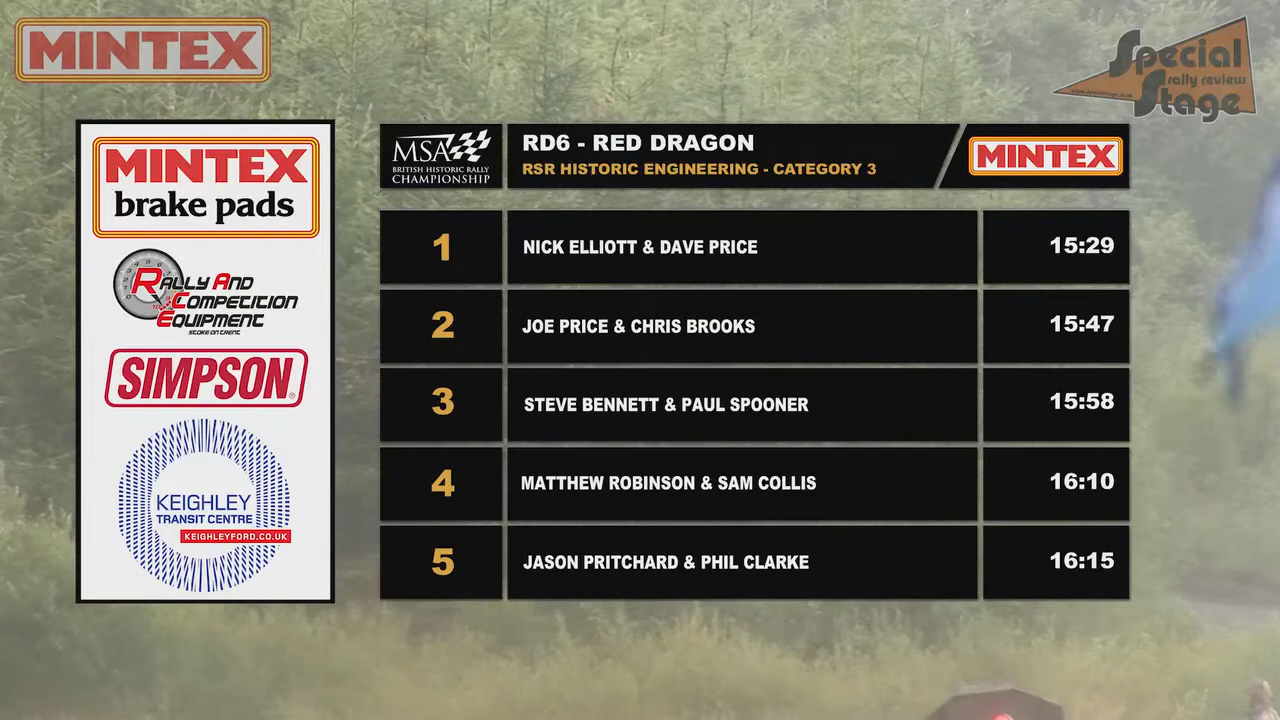 MINTEX
Special
rally review
Stage
MINTEX
brake pads
RALLY AND
COMPETITION
EQUIPMENT
STOKE ON TRENT
SIMPSON
KEIGHLEY
TRANSIT CENTRE
KEIGHLEYFORD.CO.UK
MSA
BRITISH HISTORIC RALLY
CHAMPIONSHIP
RD6 - RED DRAGON
RSR HISTORIC ENGINEERING - CATEGORY 3
MINTEX
1 NICK ELLIOTT & DAVE PRICE 15:29
2 JOE PRICE & CHRIS BROOKS 15:47
3 STEVE BENNETT & PAUL SPOONER 15:58
4 MATTHEW ROBINSON & SAM COLLIS 16:10
5 JASON PRITCHARD & PHIL CLARKE 16:15